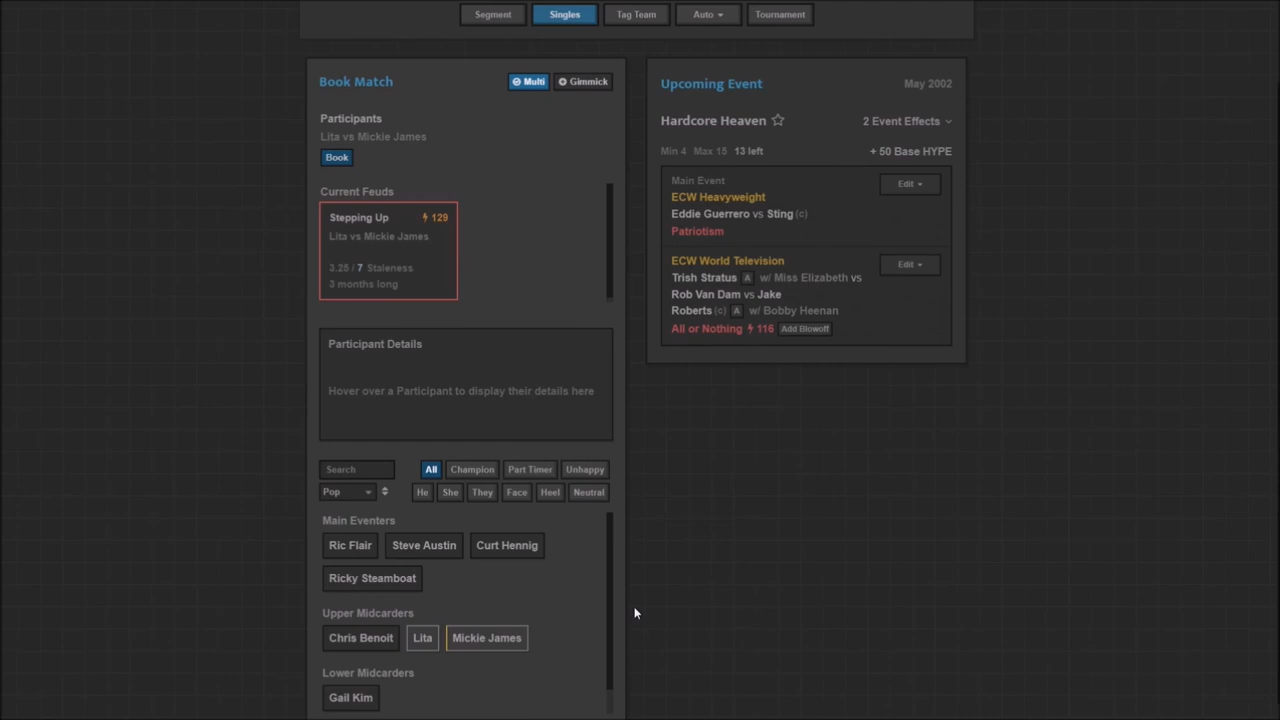 Segment Singles Tag Team Auto Tournament
Book Match Multi Gimmick
Participants
Lita vs Mickie James
Book
Current Feuds
Stepping Up 129
Lita vs Mickie James
3.25 / 7 Staleness
3 months long
Participant Details
Hover over a Participant to display their details here
Search All Champion Part Timer Unhappy
Pop He She They Face Heel Neutral
Main Eventers
Ric Flair Steve Austin Curt Hennig
Ricky Steamboat
Upper Midcarders
Chris Benoit Lita Mickie James
Lower Midcarders
Gail Kim
Upcoming Event May 2002
Hardcore Heaven 2 Event Effects
Min 4 Max 15 13 left + 50 Base HYPE
Main Event Edit
ECW Heavyweight
Eddie Guerrero vs Sting (c)
Patriotism
ECW World Television Edit
Trish Stratus A w/ Miss Elizabeth vs
Rob Van Dam vs Jake
Roberts (c) A w/ Bobby Heenan
All or Nothing 116 Add Blowoff